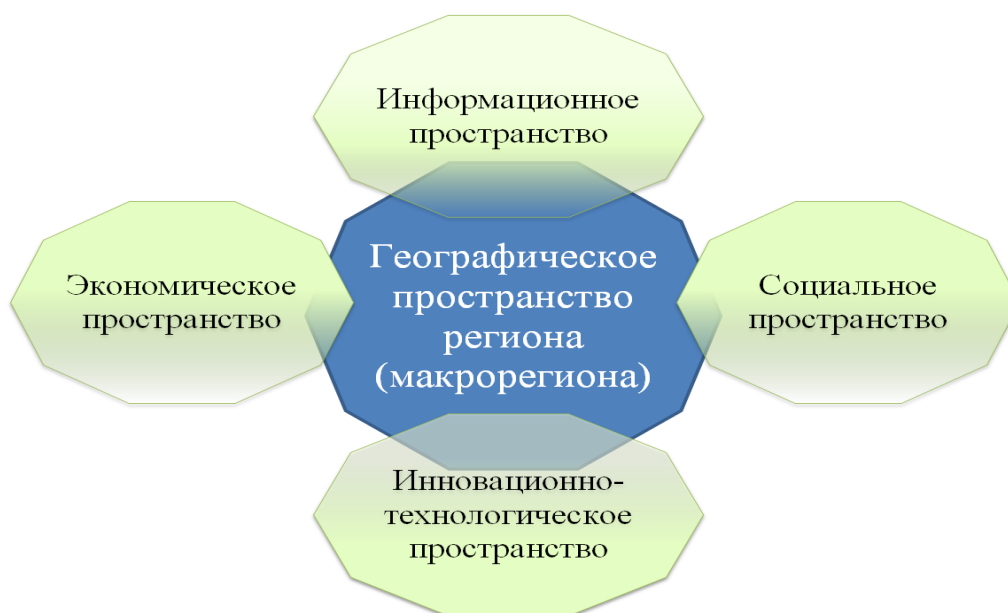 Информационное
пространство
Географическое
пространство
региона
(макрорегиона)
Экономическое
пространство
Социальное
пространство
Инновационно-
технологическое
пространство